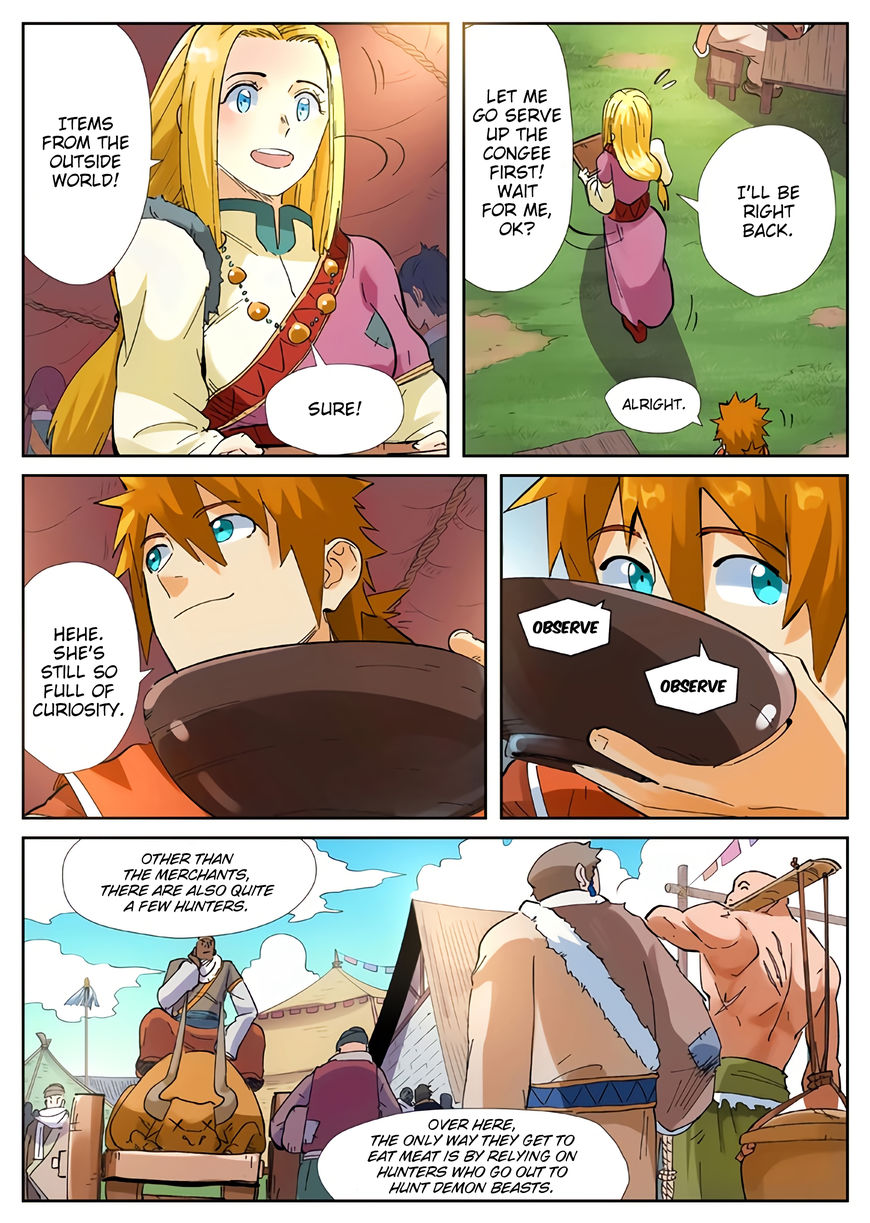 ITEMS
FROM THE
OUTSIDE
WORLD!
SURE!
LET ME
GO SERVE
UP THE
CONGEE
FIRST!
WAIT
FOR ME,
OK?
I'LL BE
RIGHT
BACK.
ALRIGHT.
HEHE.
SHE'S
STILL SO
FULL OF
CURIOSITY.
OBSERVE
OBSERVE
OTHER THAN
THE MERCHANTS,
THERE ARE ALSO QUITE
A FEW HUNTERS.
OVER HERE,
THE ONLY WAY THEY GET TO
EAT MEAT IS BY RELYING ON
HUNTERS WHO GO OUT TO
HUNT DEMON BEASTS.